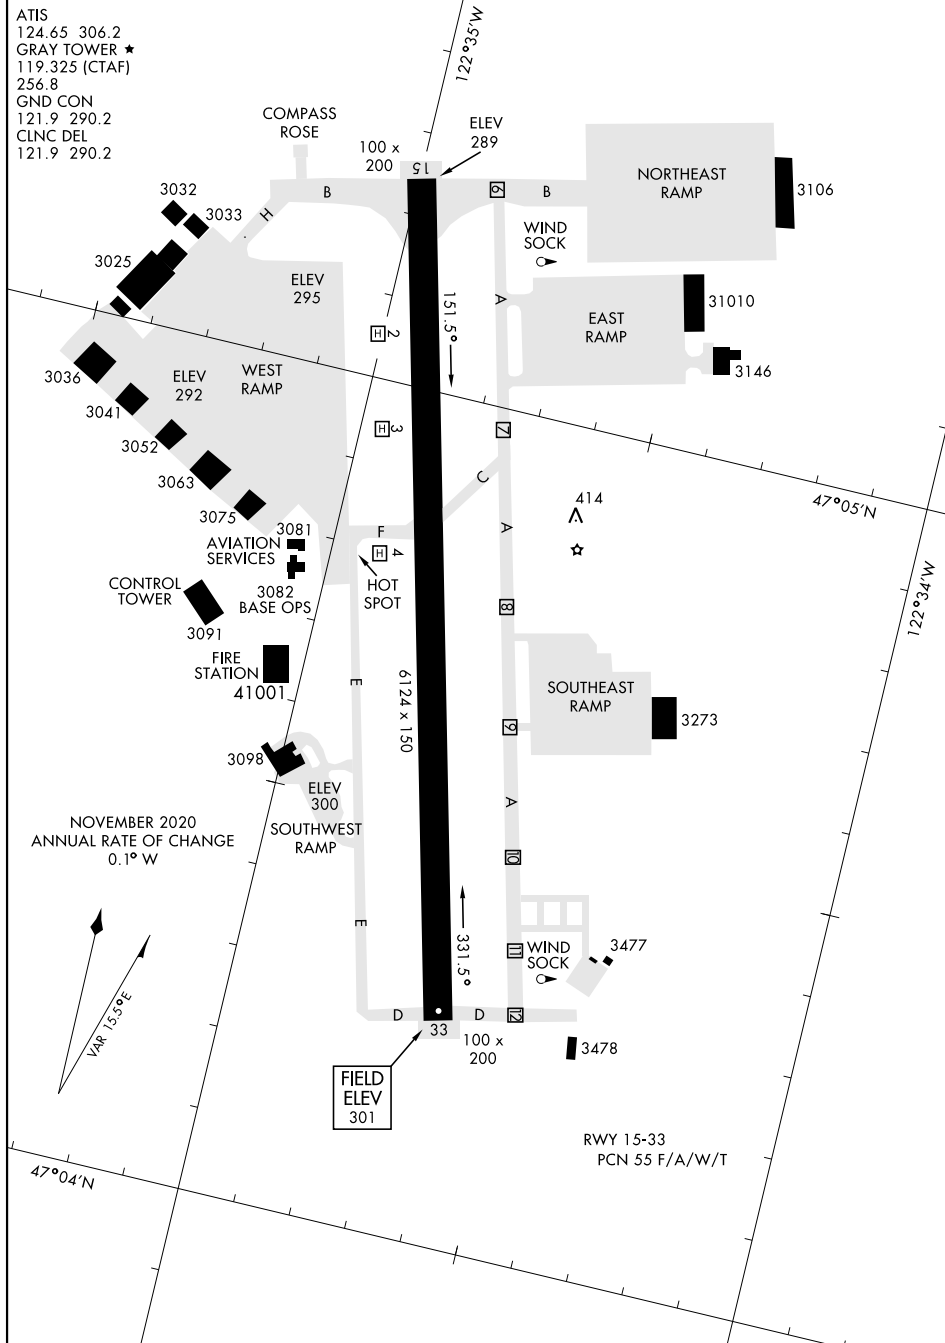 ATIS
124.65 306.2
GRAY TOWER ★
119.325 (CTAF)
256.8
GND CON
121.9 290.2
CLNC DEL
121.9 290.2
122°35'W
COMPASS
ROSE
100 x
200
15
ELEV
289
NORTHEAST
RAMP
3106
3032
3033
H
B
6
B
WIND
SOCK
3025
ELEV
295
151.5°
A
31010
EAST
RAMP
H 2
3146
3036
ELEV
292
WEST
RAMP
3041
H 3
7
3052
3063
C
414
47°05'N
3075
3081
AVIATION
SERVICES
F
A
H 4
HOT
SPOT
CONTROL
TOWER
3082
BASE OPS
122°34'W
8
3091
FIRE
STATION
41001
E
6124 x 150
SOUTHEAST
RAMP
3273
9
3098
ELEV
300
SOUTHWEST
RAMP
A
NOVEMBER 2020
ANNUAL RATE OF CHANGE
0.1° W
10
E
331.5°
11
WIND
SOCK
3477
VAR 15.5°E
D
33
D
12
100 x
200
3478
FIELD
ELEV
301
RWY 15-33
PCN 55 F/A/W/T
47°04'N